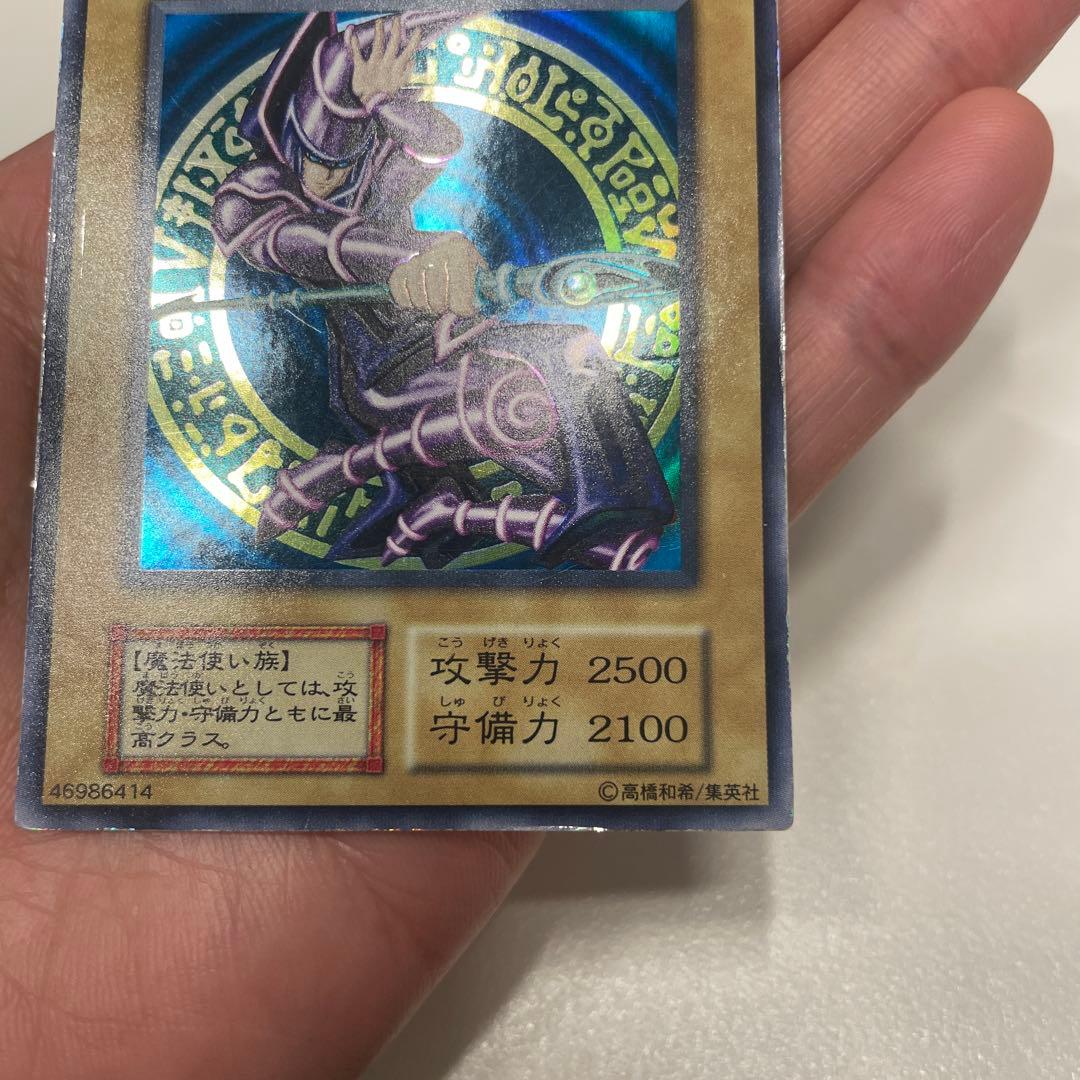 【魔法使い族】
魔法使いとしては、攻
撃力・守備力ともに最
高クラス。
こう げき りょく
攻撃力 2500
しゅ び りょく
守備力 2100
46986414
©高橋和希/集英社